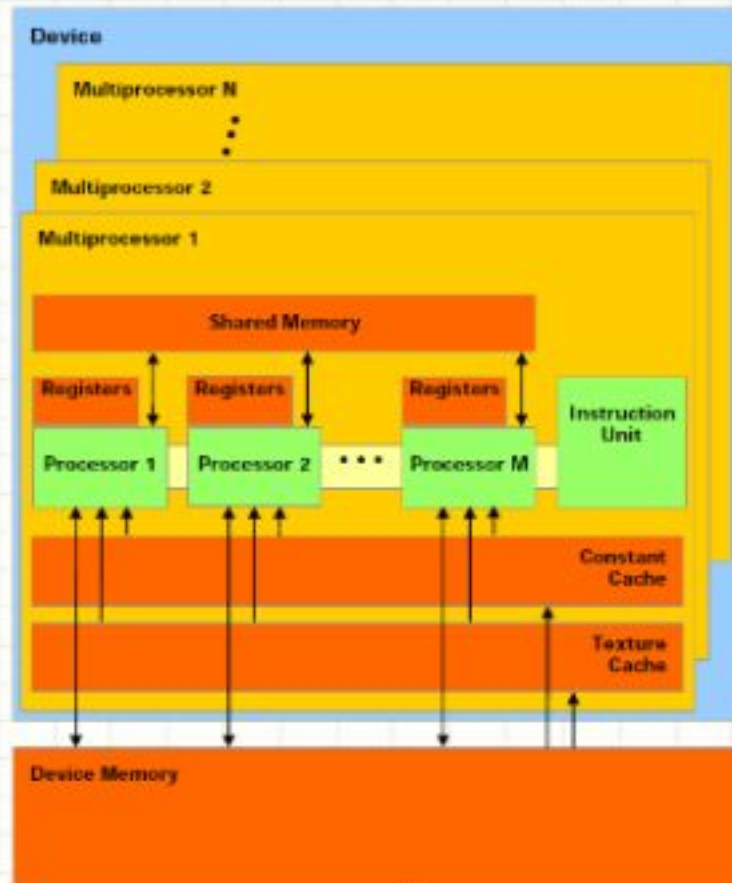 Device
Multiprocessor N
Multiprocessor 2
Multiprocessor 1
Shared Memory
Registers Registers Registers
Instruction
Unit
Processor 1 Processor 2 ••• Processor M
Constant
Cache
Texture
Cache
Device Memory